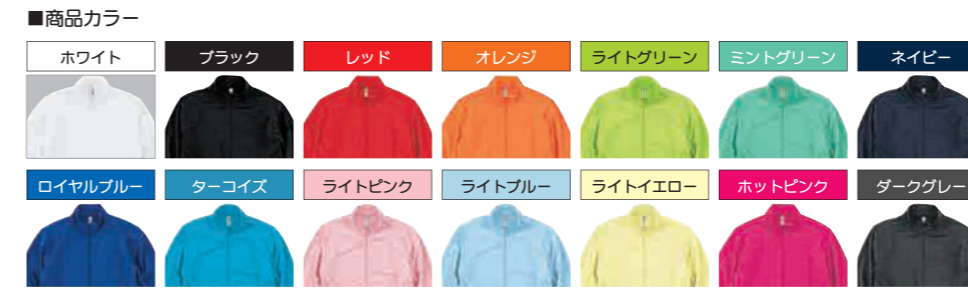 ■商品カラー
ホワイト ブラック レッド オレンジ ライトグリーン ミントグリーン ネイビー
ロイヤルブルー ターコイズ ライトピンク ライトブルー ライトイエロー ホットピンク ダークグレー